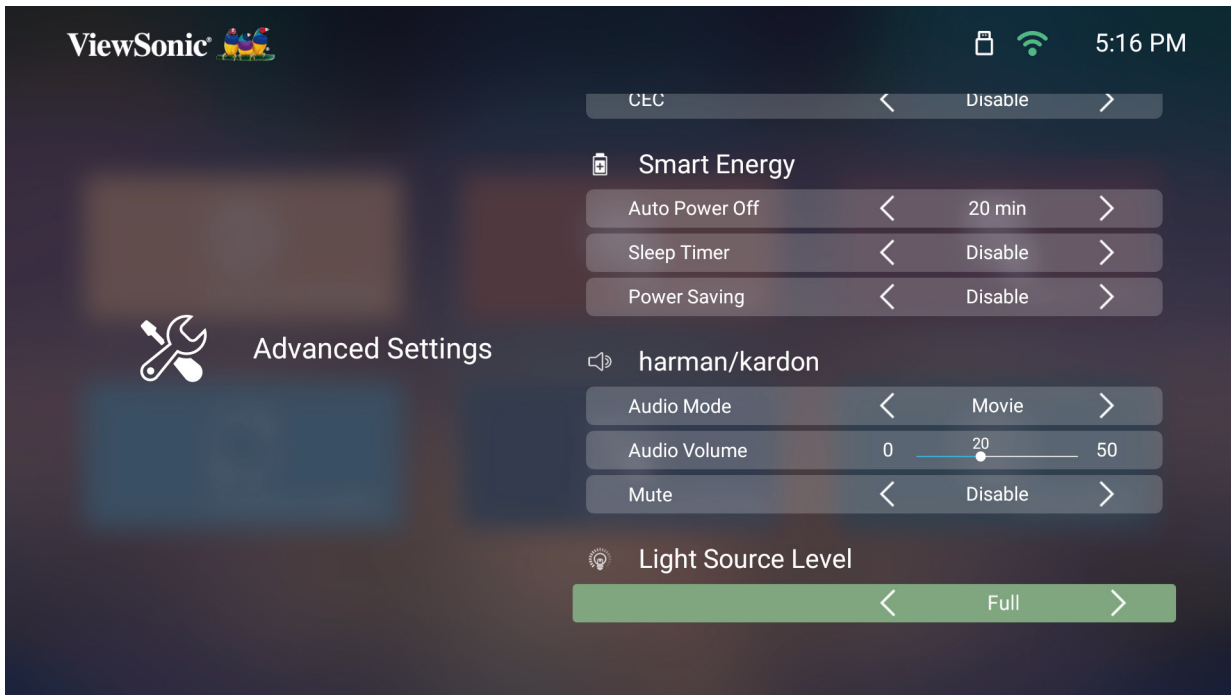 ViewSonic®
5:16 PM
CEC Disable
Smart Energy
Auto Power Off 20 min
Sleep Timer Disable
Power Saving Disable
Advanced Settings
harman/kardon
Audio Mode Movie
Audio Volume 0 20 50
Mute Disable
Light Source Level
Full